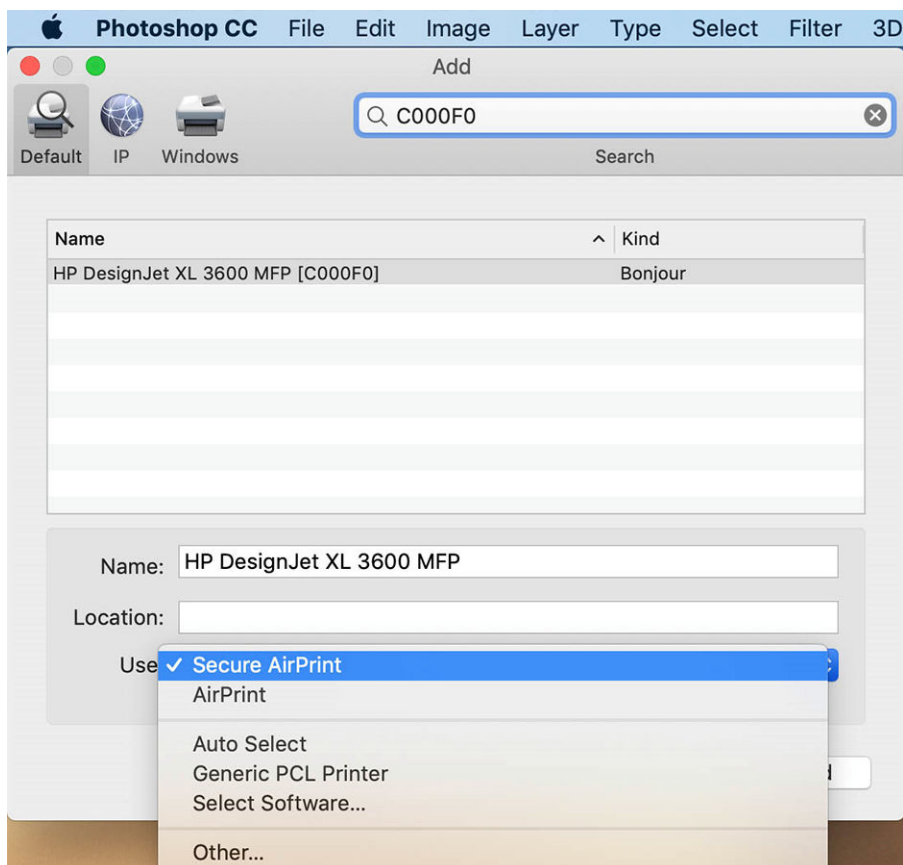 Photoshop CC File Edit Image Layer Type Select Filter 3D
Add
C000F0
Default IP Windows Search
Name Kind
HP DesignJet XL 3600 MFP [C000F0] Bonjour
Name: HP DesignJet XL 3600 MFP
Location:
Use ✓ Secure AirPrint
AirPrint
Auto Select
Generic PCL Printer
Select Software...
Other...